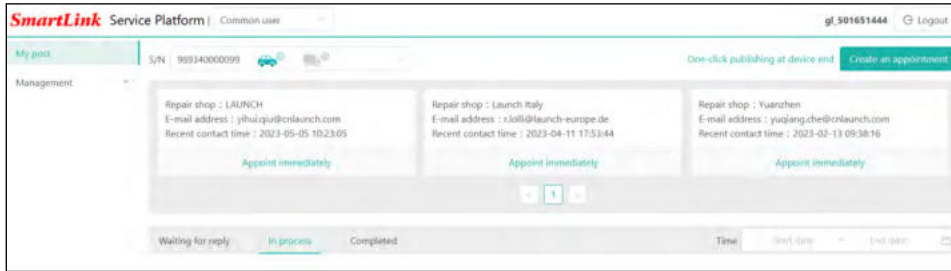 SmartLink Service Platform | Common user gl_501651444 Logout
My post
S/N 989340000099 One-click publishing at device end Create an appointment
Management
Repair shop : LAUNCH
E-mail address : yihui.qiu@cnlaunch.com
Recent contact time : 2023-05-05 10:23:05
Appoint immediately
Repair shop : Launch Italy
E-mail address : r.lolli@launch-europe.de
Recent contact time : 2023-04-11 17:53:44
Appoint immediately
Repair shop : Yuanzhen
E-mail address : yuqiang.che@cnlaunch.com
Recent contact time : 2023-02-13 09:38:16
Appoint immediately
< 1 >
Waiting for reply In process Completed Time Start date ~ End date